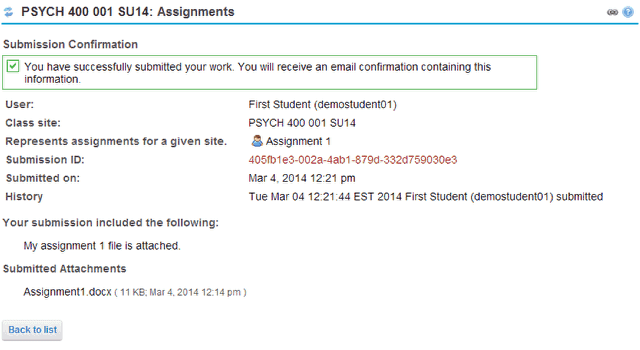 PSYCH 400 001 SU14: Assignments
Submission Confirmation
You have successfully submitted your work. You will receive an email confirmation containing this
information.
User: First Student (demostudent01)
Class site: PSYCH 400 001 SU14
Represents assignments for a given site. Assignment 1
Submission ID: 405fb1e3-002a-4ab1-879d-332d759030e3
Submitted on: Mar 4, 2014 12:21 pm
History Tue Mar 04 12:21:44 EST 2014 First Student (demostudent01) submitted
Your submission included the following:
My assignment 1 file is attached.
Submitted Attachments
Assignment1.docx ( 11 KB; Mar 4, 2014 12:14 pm )
Back to list